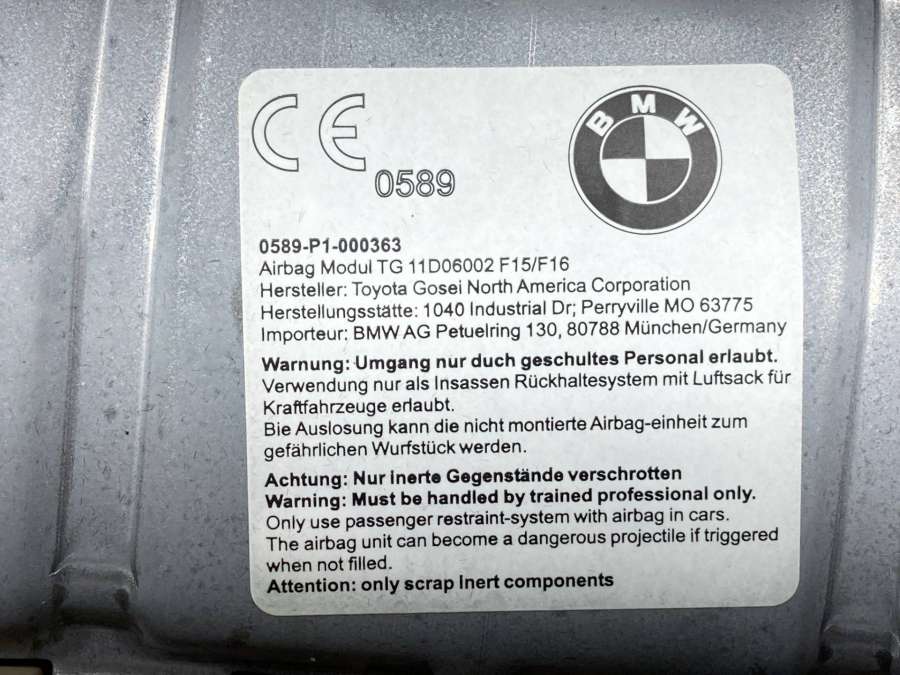 CE
0589
BMW
0589-P1-000363
Airbag Modul TG 11D06002 F15/F16
Hersteller: Toyota Gosei North America Corporation
Herstellungsstätte: 1040 Industrial Dr; Perryville MO 63775
Importeur: BMW AG Petuelring 130, 80788 München/Germany
Warnung: Umgang nur duch geschultes Personal erlaubt.
Verwendung nur als Insassen Rückhaltesystem mit Luftsack für
Kraftfahrzeuge erlaubt.
Bie Auslosung kann die nicht montierte Airbag-einheit zum
gefährlichen Wurfstück werden.
Achtung: Nur inerte Gegenstände verschrotten
Warning: Must be handled by trained professional only.
Only use passenger restraint-system with airbag in cars.
The airbag unit can become a dangerous projectile if triggered
when not filled.
Attention: only scrap Inert components